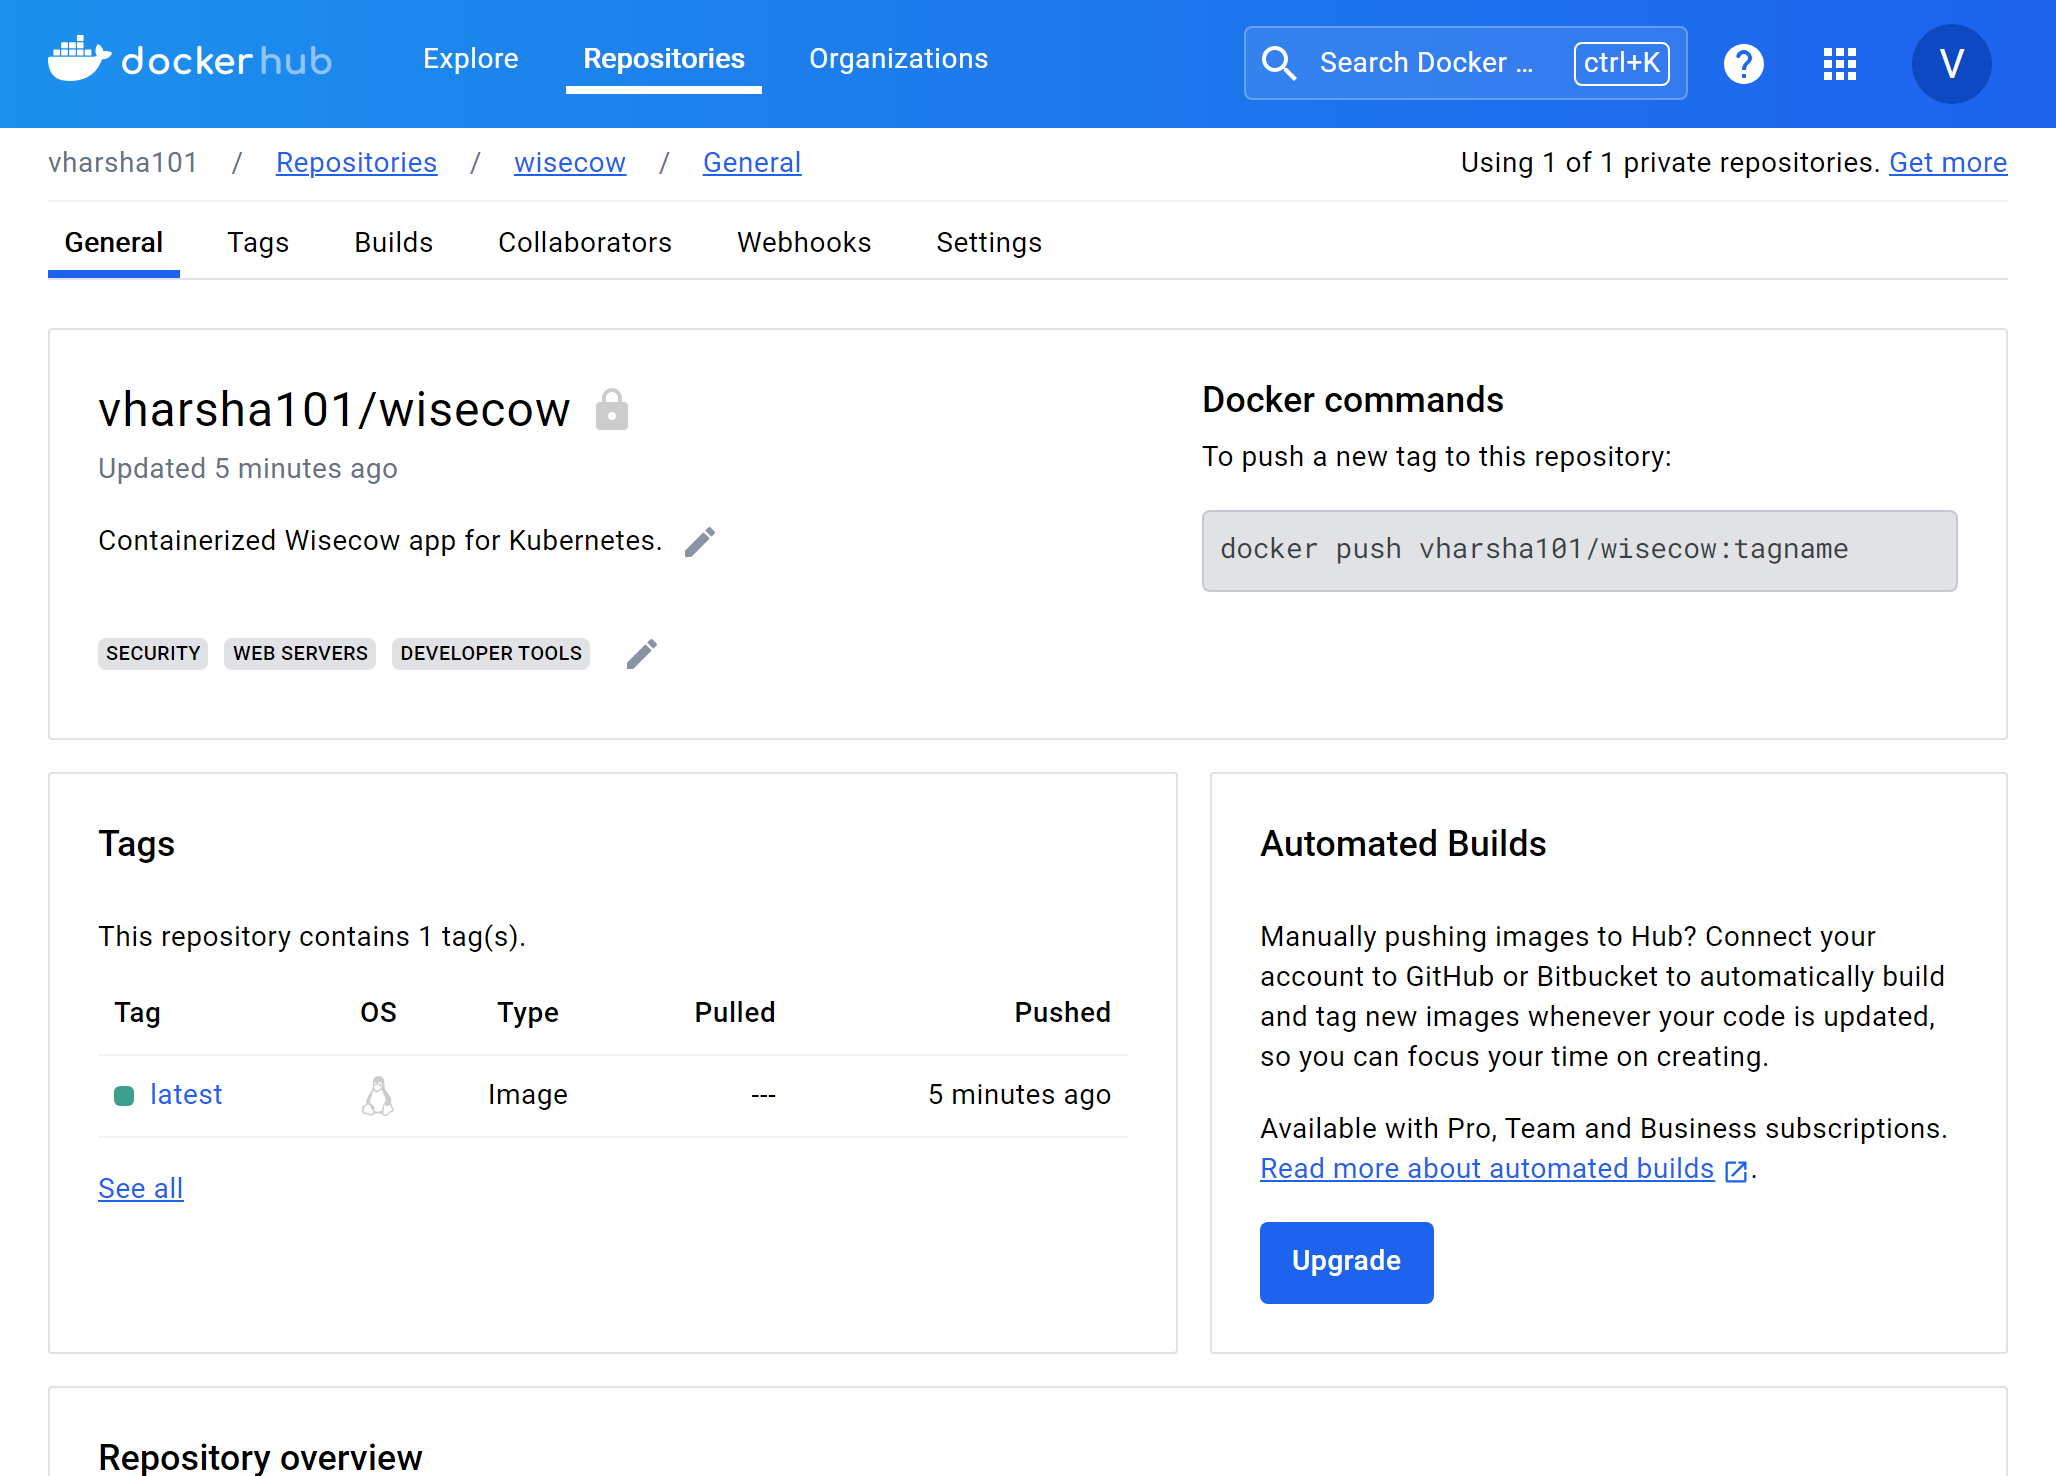 docker hub Explore Repositories Organizations Search Docker ... ctrl+K ? V
vharsha101 / Repositories / wisecow / General Using 1 of 1 private repositories. Get more
General Tags Builds Collaborators Webhooks Settings
vharsha101/wisecow
Updated 5 minutes ago
Containerized Wisecow app for Kubernetes.
SECURITY WEB SERVERS DEVELOPER TOOLS
Docker commands
To push a new tag to this repository:
docker push vharsha101/wisecow:tagname
Tags
This repository contains 1 tag(s).
Tag OS Type Pulled Pushed
latest Image --- 5 minutes ago
See all
Automated Builds
Manually pushing images to Hub? Connect your
account to GitHub or Bitbucket to automatically build
and tag new images whenever your code is updated,
so you can focus your time on creating.
Available with Pro, Team and Business subscriptions.
Read more about automated builds .
Upgrade
Repository overview